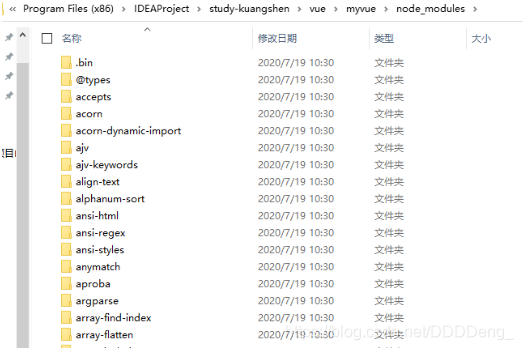 « Program Files (x86) › IDEAProject › study-kuangshen › vue › myvue › node_modules ›
名称 修改日期 类型 大小
.bin 2020/7/19 10:30 文件夹
@types 2020/7/19 10:30 文件夹
accepts 2020/7/19 10:30 文件夹
acorn 2020/7/19 10:30 文件夹
acorn-dynamic-import 2020/7/19 10:30 文件夹
ajv 2020/7/19 10:30 文件夹
ajv-keywords 2020/7/19 10:30 文件夹
align-text 2020/7/19 10:30 文件夹
alphanum-sort 2020/7/19 10:30 文件夹
ansi-html 2020/7/19 10:30 文件夹
ansi-regex 2020/7/19 10:30 文件夹
ansi-styles 2020/7/19 10:30 文件夹
anymatch 2020/7/19 10:30 文件夹
aproba 2020/7/19 10:30 文件夹
argparse 2020/7/19 10:30 文件夹
array-find-index 2020/7/19 10:30 文件夹
array-flatten 2020/7/19 10:30 文件夹
https://blog.csdn.net/DDDDeng_